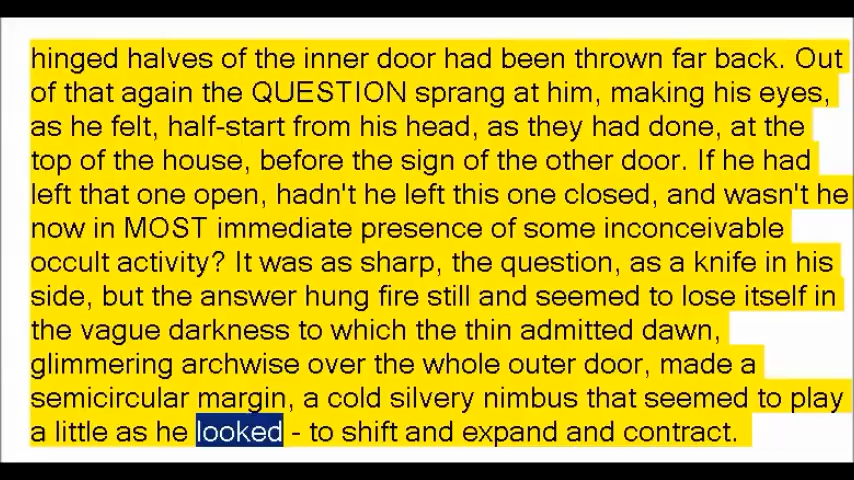 hinged halves of the inner door had been thrown far back. Out
of that again the QUESTION sprang at him, making his eyes,
as he felt, half-start from his head, as they had done, at the
top of the house, before the sign of the other door. If he had
left that one open, hadn't he left this one closed, and wasn't he
now in MOST immediate presence of some inconceivable
occult activity? It was as sharp, the question, as a knife in his
side, but the answer hung fire still and seemed to lose itself in
the vague darkness to which the thin admitted dawn,
glimmering archwise over the whole outer door, made a
semicircular margin, a cold silvery nimbus that seemed to play
a little as he looked - to shift and expand and contract.